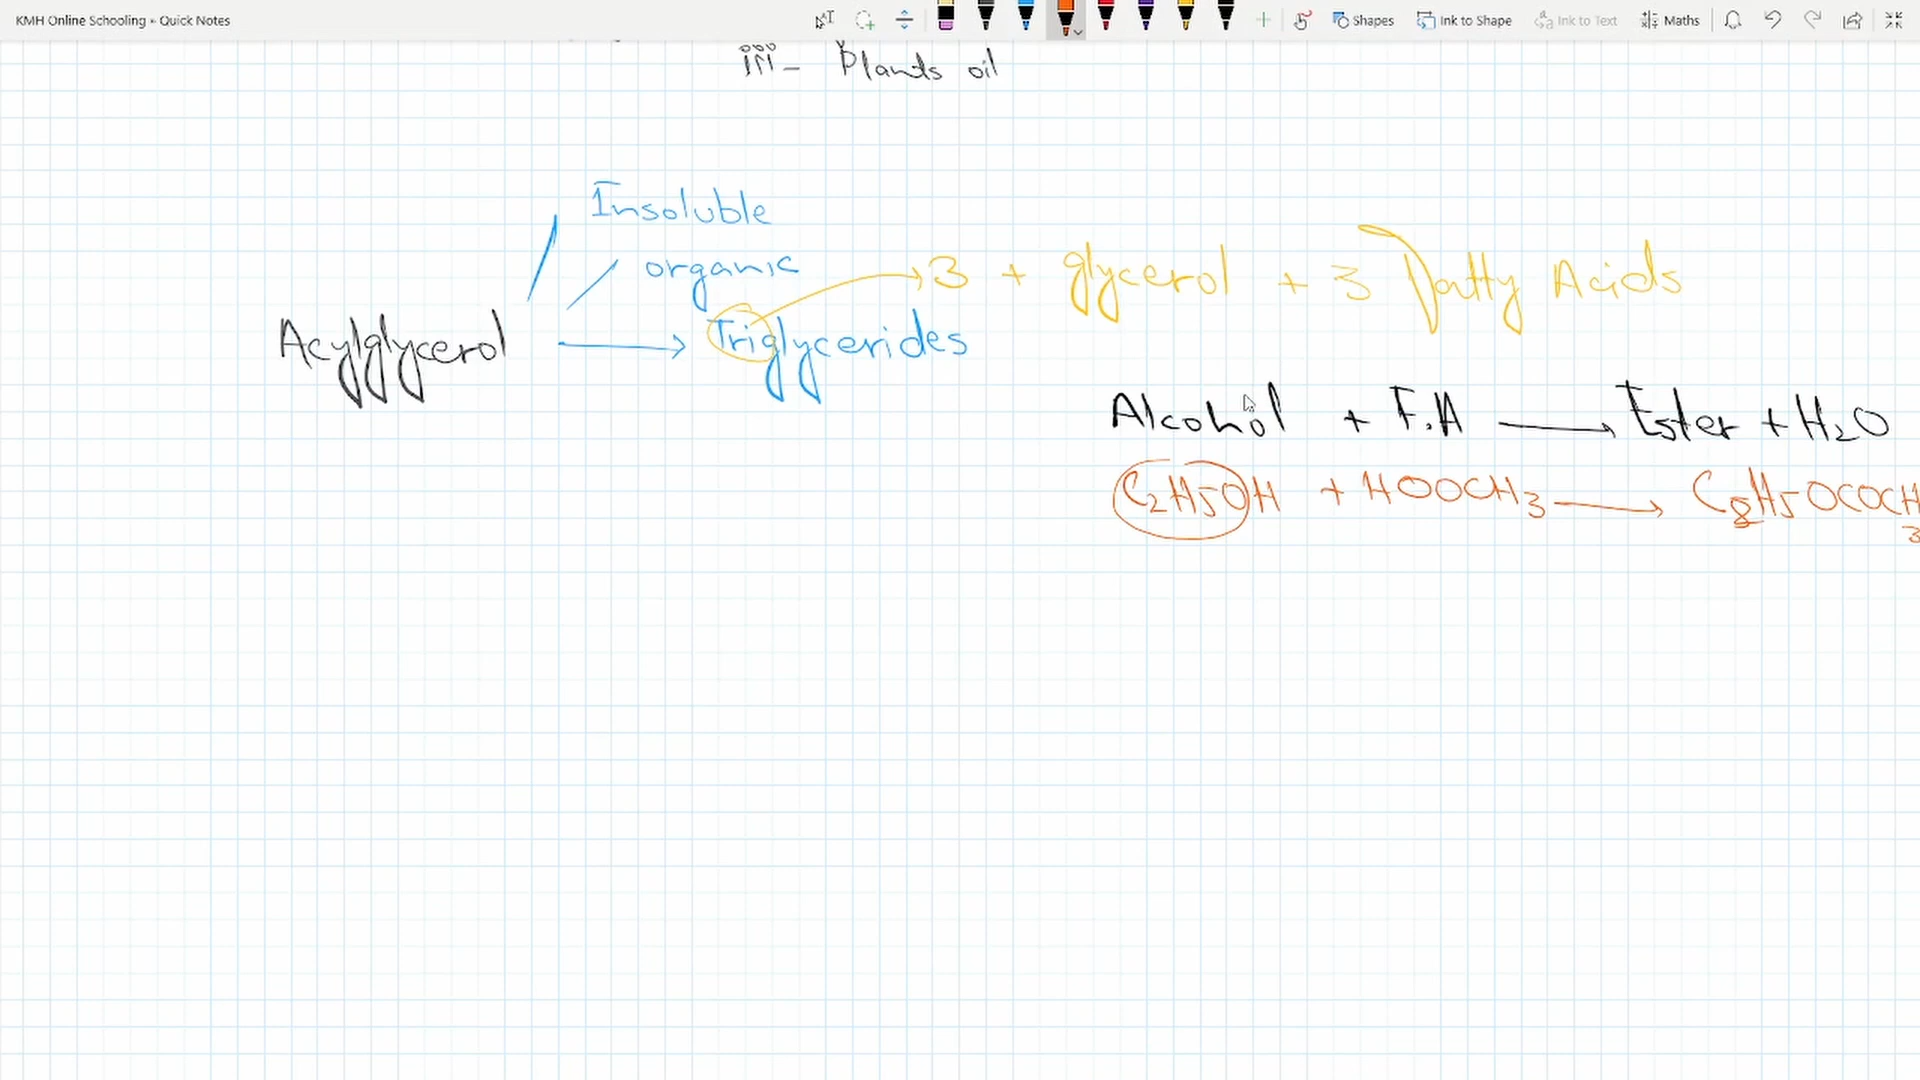 KMH Online Schooling » Quick Notes
Shapes Ink to Shape Ink to Text Maths
iii- Plants oil
Insoluble
organic
3 + glycerol + 3 Fatty Acids
Acylglycerol → Triglycerides
Alcohol + F.A → Ester + H2O
C2H5OH + HOOCH3 → C2H5OCOCH3